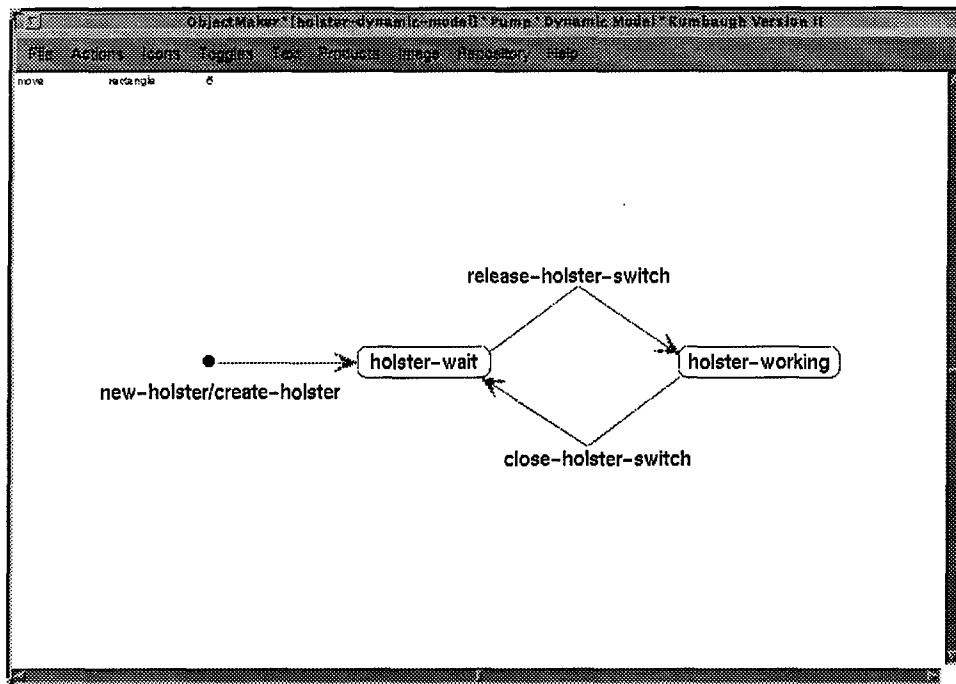 ObjectMaker*[holster-dynamic-model]*Pump*Dynamic Model*Rumbaugh Version II
File Actions Icons Toggles Text Products Image Repository Help
move rectangle 6
release-holster-switch
holster-wait holster-working
new-holster/create-holster
close-holster-switch